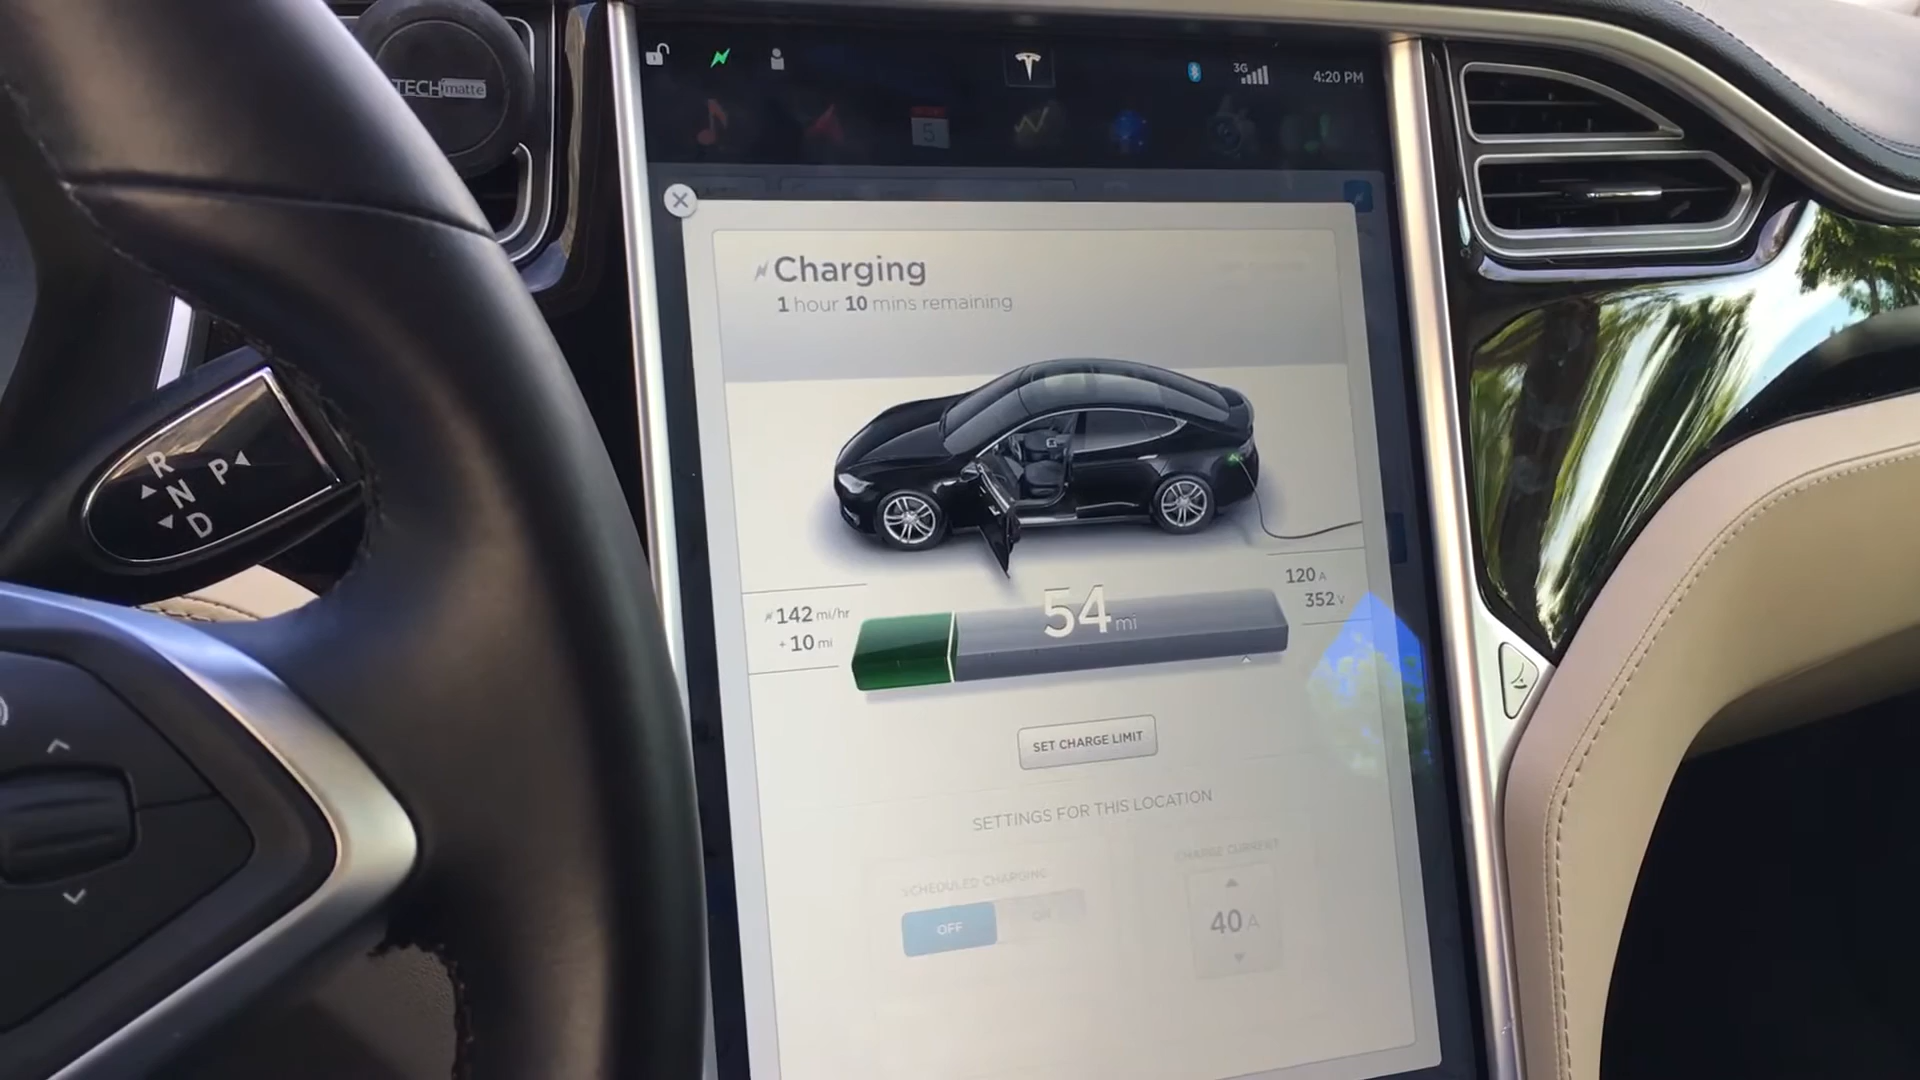 TECHmatte
3G
4:20 PM
5
Charging
1 hour 10 mins remaining
R
N
D
P
142 mi/hr
+ 10 mi
54 mi
120 A
352 V
SET CHARGE LIMIT
SETTINGS FOR THIS LOCATION
SCHEDULED CHARGING
OFF
ON
CHARGE CURRENT
40 A